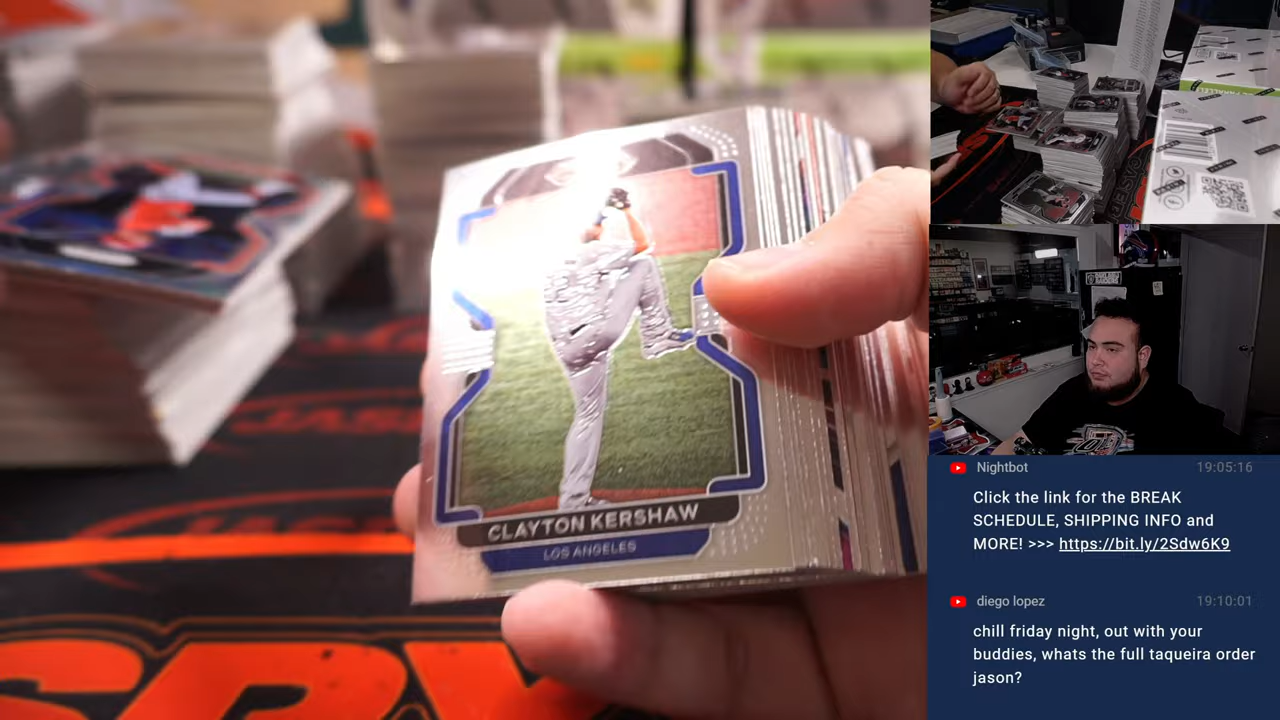 CLAYTON KERSHAW
LOS ANGELES
Nightbot 19:05:16
Click the link for the BREAK
SCHEDULE, SHIPPING INFO and
MORE! >>> https://bit.ly/2Sdw6K9
diego lopez 19:10:01
chill friday night, out with your
buddies, whats the full taqueira order
jason?